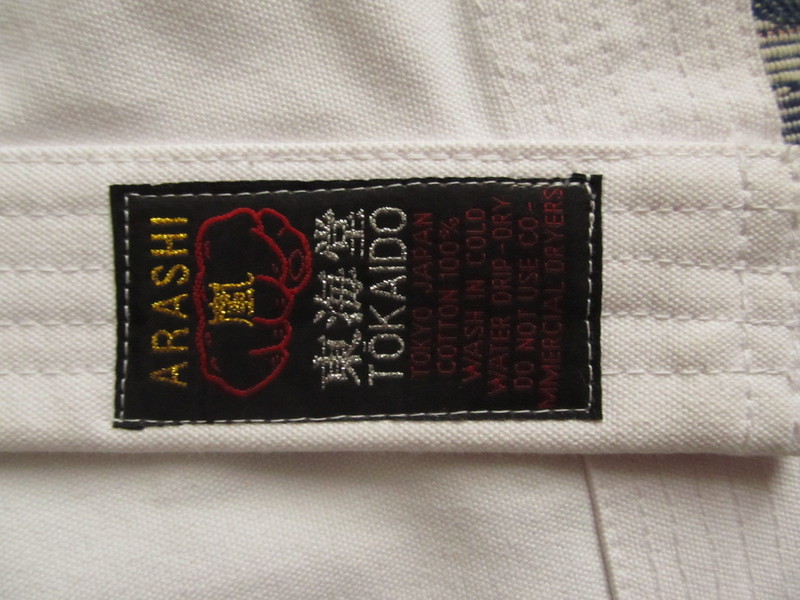 ARASHI
嵐
東海堂
TOKAIDO
TOKYO JAPAN
COTTON 100%
WASH IN COLD
WATER DRIP-DRY
DO NOT USE CO-
MMERCIAL DRYERS